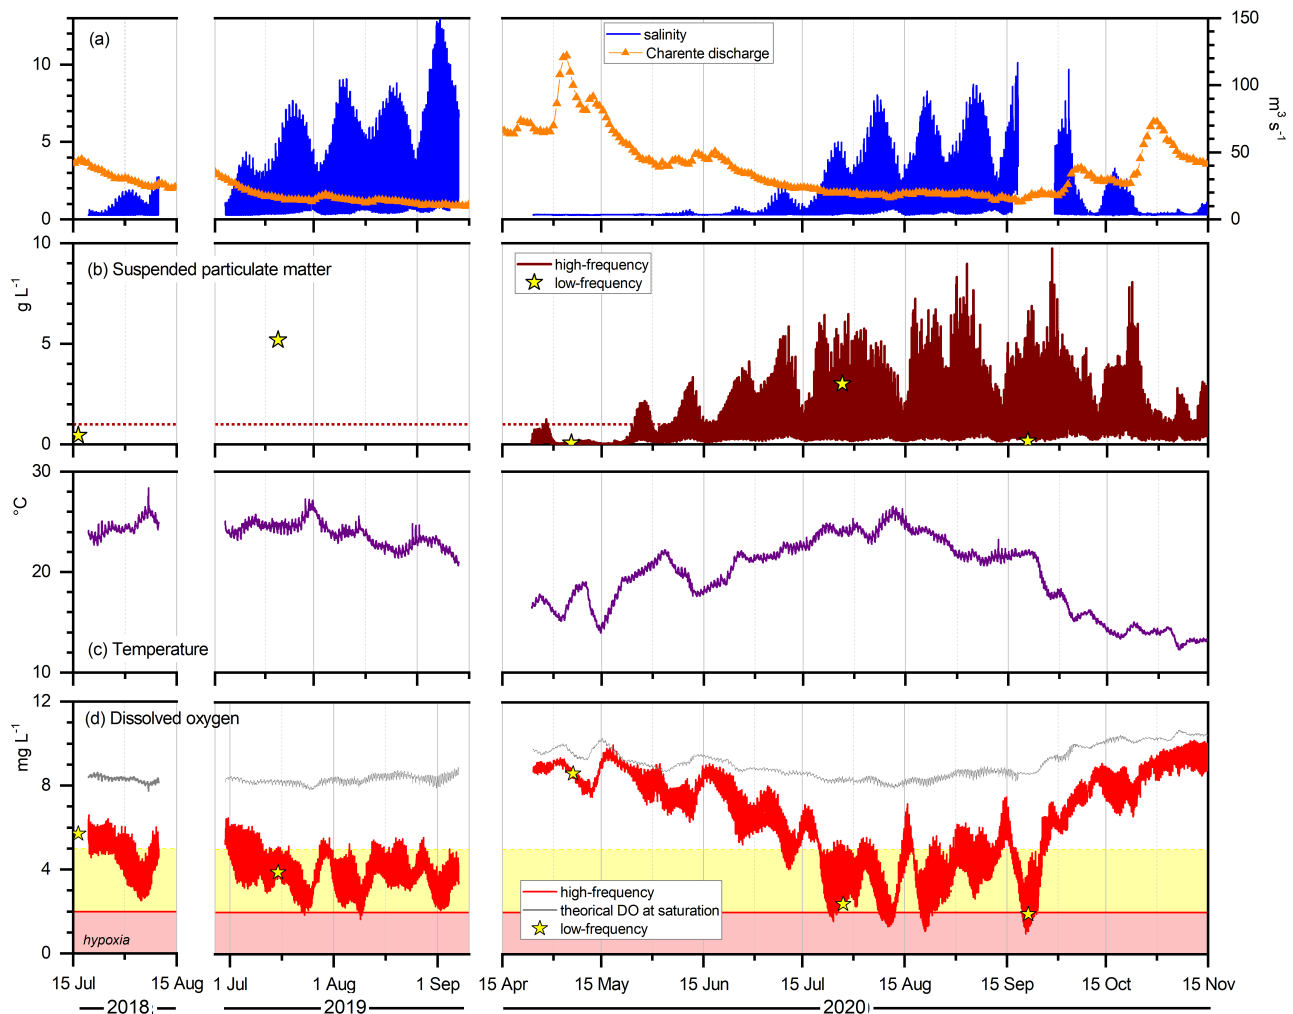 (a)
salinity
Charente discharge
10
5
0
150
100
50
0
m³ s⁻¹
(b) Suspended particulate matter
high-frequency
low-frequency
g L⁻¹
10
5
0
°C
30
20
10
(c) Temperature
(d) Dissolved oxygen
mg L⁻¹
12
8
4
0
hypoxia
high-frequency
theorical DO at saturation
low-frequency
15 Jul 15 Aug 1 Jul 1 Aug 1 Sep 15 Apr 15 May 15 Jun 15 Jul 15 Aug 15 Sep 15 Oct 15 Nov
2018 2019 2020